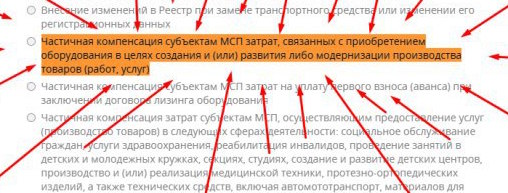 Внесение изменений в Реестр при замене транспортного средства или изменении его
регистрационных данных
Частичная компенсация субъектам МСП затрат, связанных с приобретением
оборудования в целях создания и (или) развития либо модернизации производства
товаров (работ, услуг)
Частичная компенсация субъектам МСП затрат на уплату первого взноса (аванса) при
заключении договора лизинга оборудования
Частичная компенсация затрат субъектам МСП, осуществляющим предоставление услуг
(производство товаров) в следующих сферах деятельности: социальное обслуживание
граждан, услуги здравоохранения, реабилитация инвалидов, проведение занятий в
детских и молодежных кружках, секциях, студиях, создание и развитие детских центров,
производство и (или) реализация медицинской техники, протезно-ортопедических
изделий, а также технических средств, включая автомототранспорт, материалов для